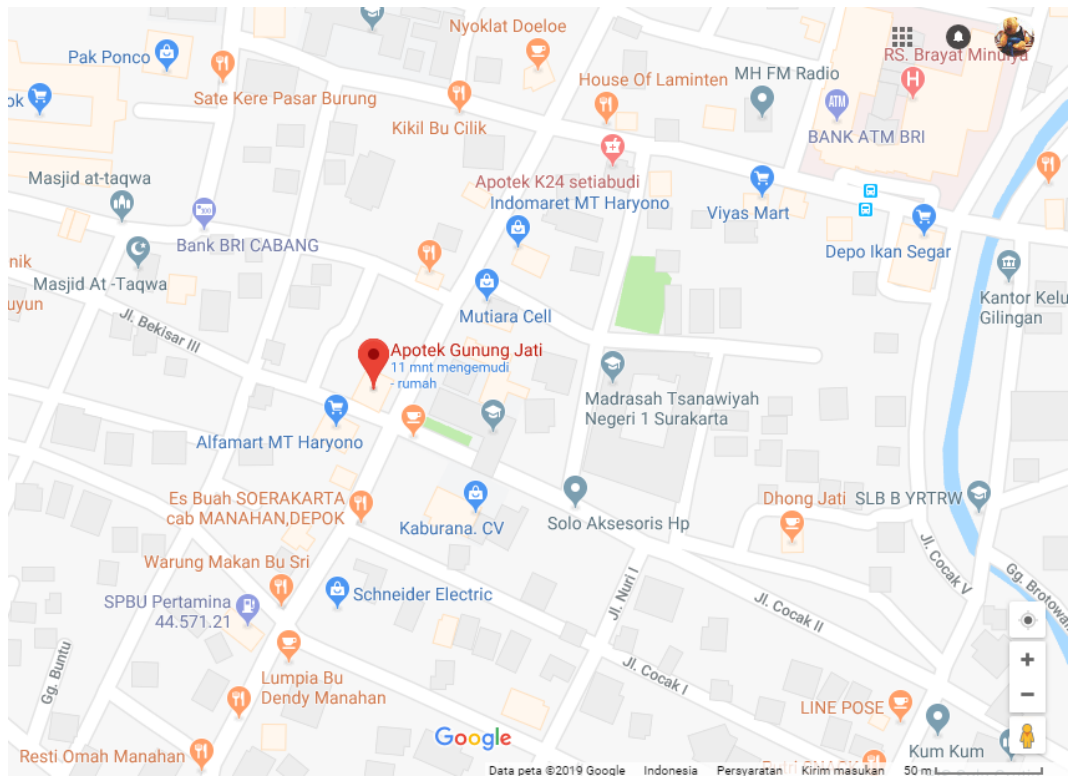 Nyoklat Doeloe
Pak Ponco
RS. Brayat Minulya
MH FM Radio
House Of Laminten
Sate Kere Pasar Burung
ATM
BANK ATM BRI
Kikil Bu Cilik
Masjid at-taqwa
Apotek K24 setiabudi
Indomaret MT Haryono
Viyas Mart
Bank BRI CABANG
Depo Ikan Segar
Masjid At -Taqwa
Kantor Kelu
Gilingan
Jl. Bekisar III
Mutiara Cell
Apotek Gunung Jati
11 mnt mengemudi
- rumah
Madrasah Tsanawiyah
Negeri 1 Surakarta
Alfamart MT Haryono
Es Buah SOERAKARTA
cab MANAHAN,DEPOK
Dhong Jati
SLB B YRTRW
Kaburana. CV
Solo Aksesoris Hp
Warung Makan Bu Sri
Jl. Cocak V
Gg. Brotowali
SPBU Pertamina
44.571.21
Schneider Electric
Jl. Nuri I
Jl. Cocak II
Gg. Buntu
Lumpia Bu
Dendy Manahan
Jl. Cocak I
LINE POSE
Resti Omah Manahan
Google
Kum Kum
Data peta ©2019 Google
Indonesia
Persyaratan
Kirim masukan
50 m